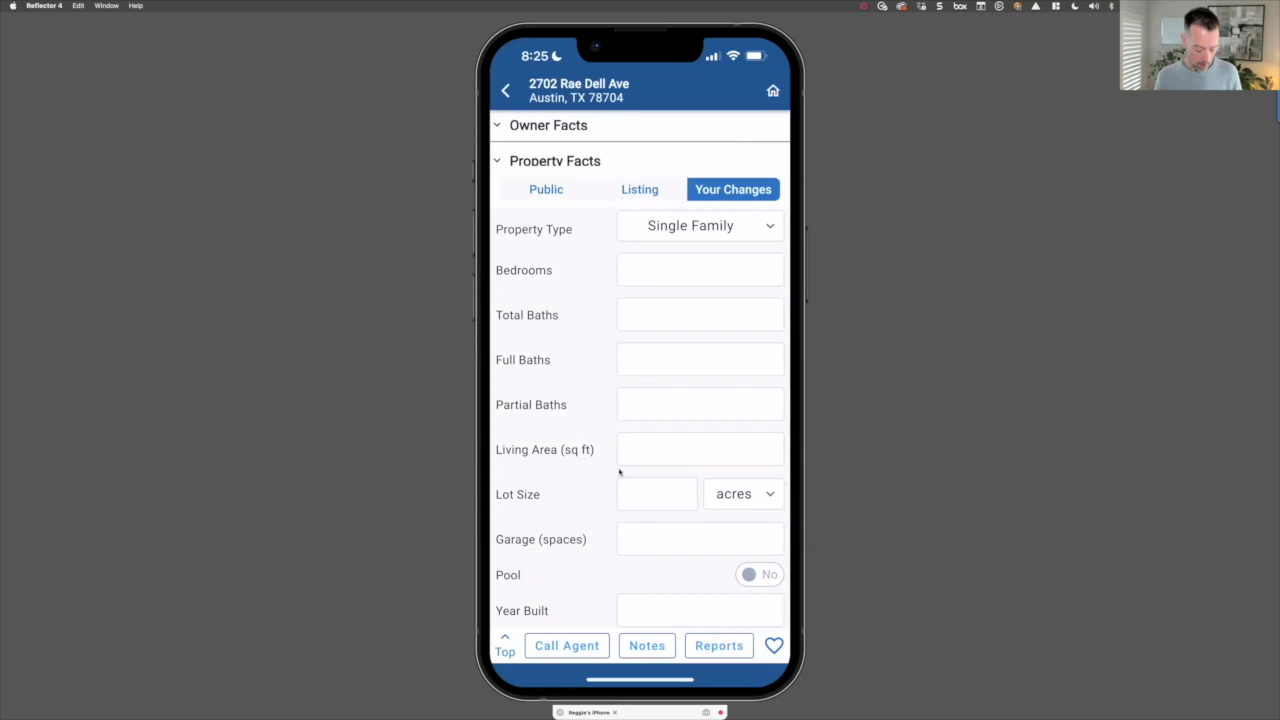 Reflector 4 Edit Window Help
box
8:25
2702 Rae Dell Ave
Austin, TX 78704
Owner Facts
Property Facts
Public Listing Your Changes
Property Type Single Family
Bedrooms
Total Baths
Full Baths
Partial Baths
Living Area (sq ft)
Lot Size acres
Garage (spaces)
Pool No
Year Built
Top Call Agent Notes Reports
Reggie's iPhone